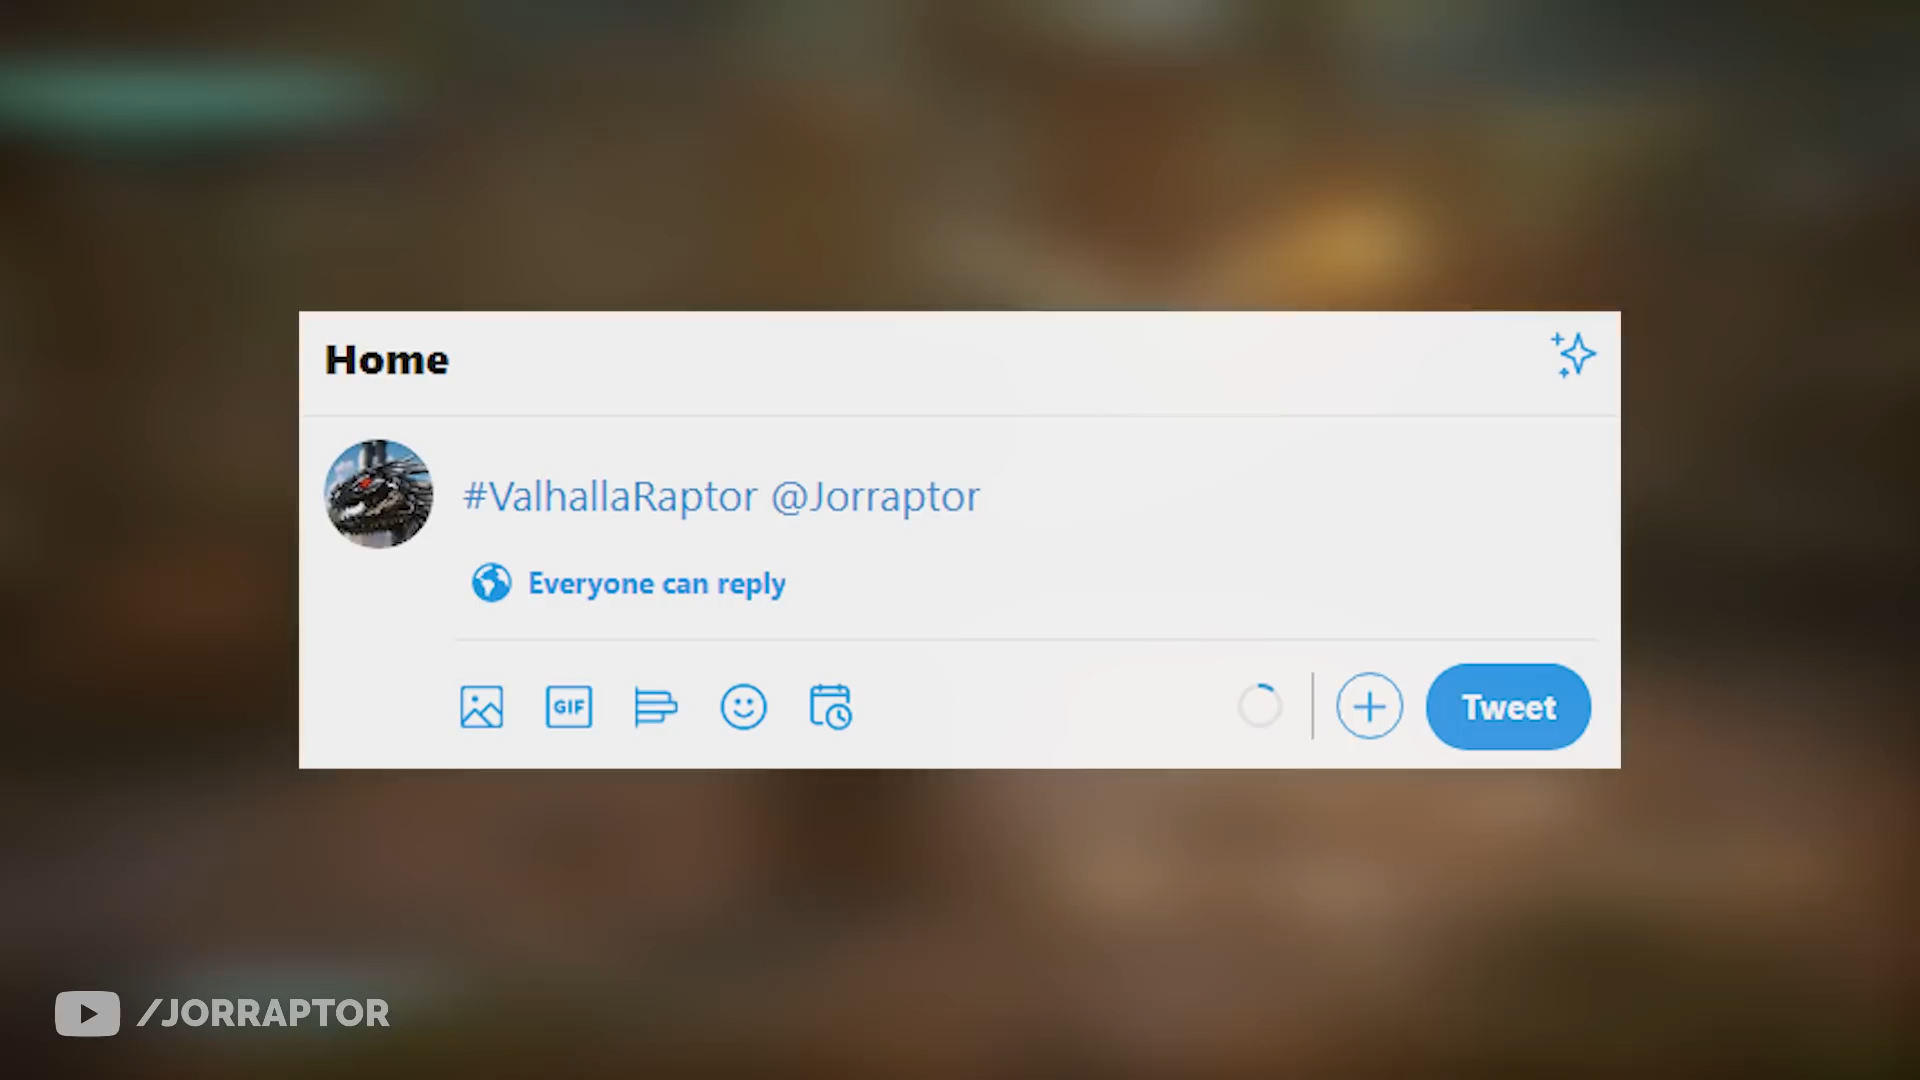 Home
#ValhallaRaptor @Jorraptor
Everyone can reply
GIF
Tweet
/JORRAPTOR